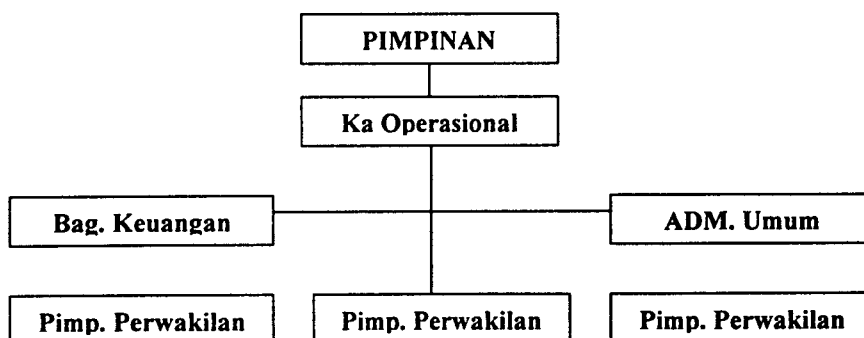 PIMPINAN
Ka Operasional
Bag. Keuangan
ADM. Umum
Pimp. Perwakilan
Pimp. Perwakilan
Pimp. Perwakilan